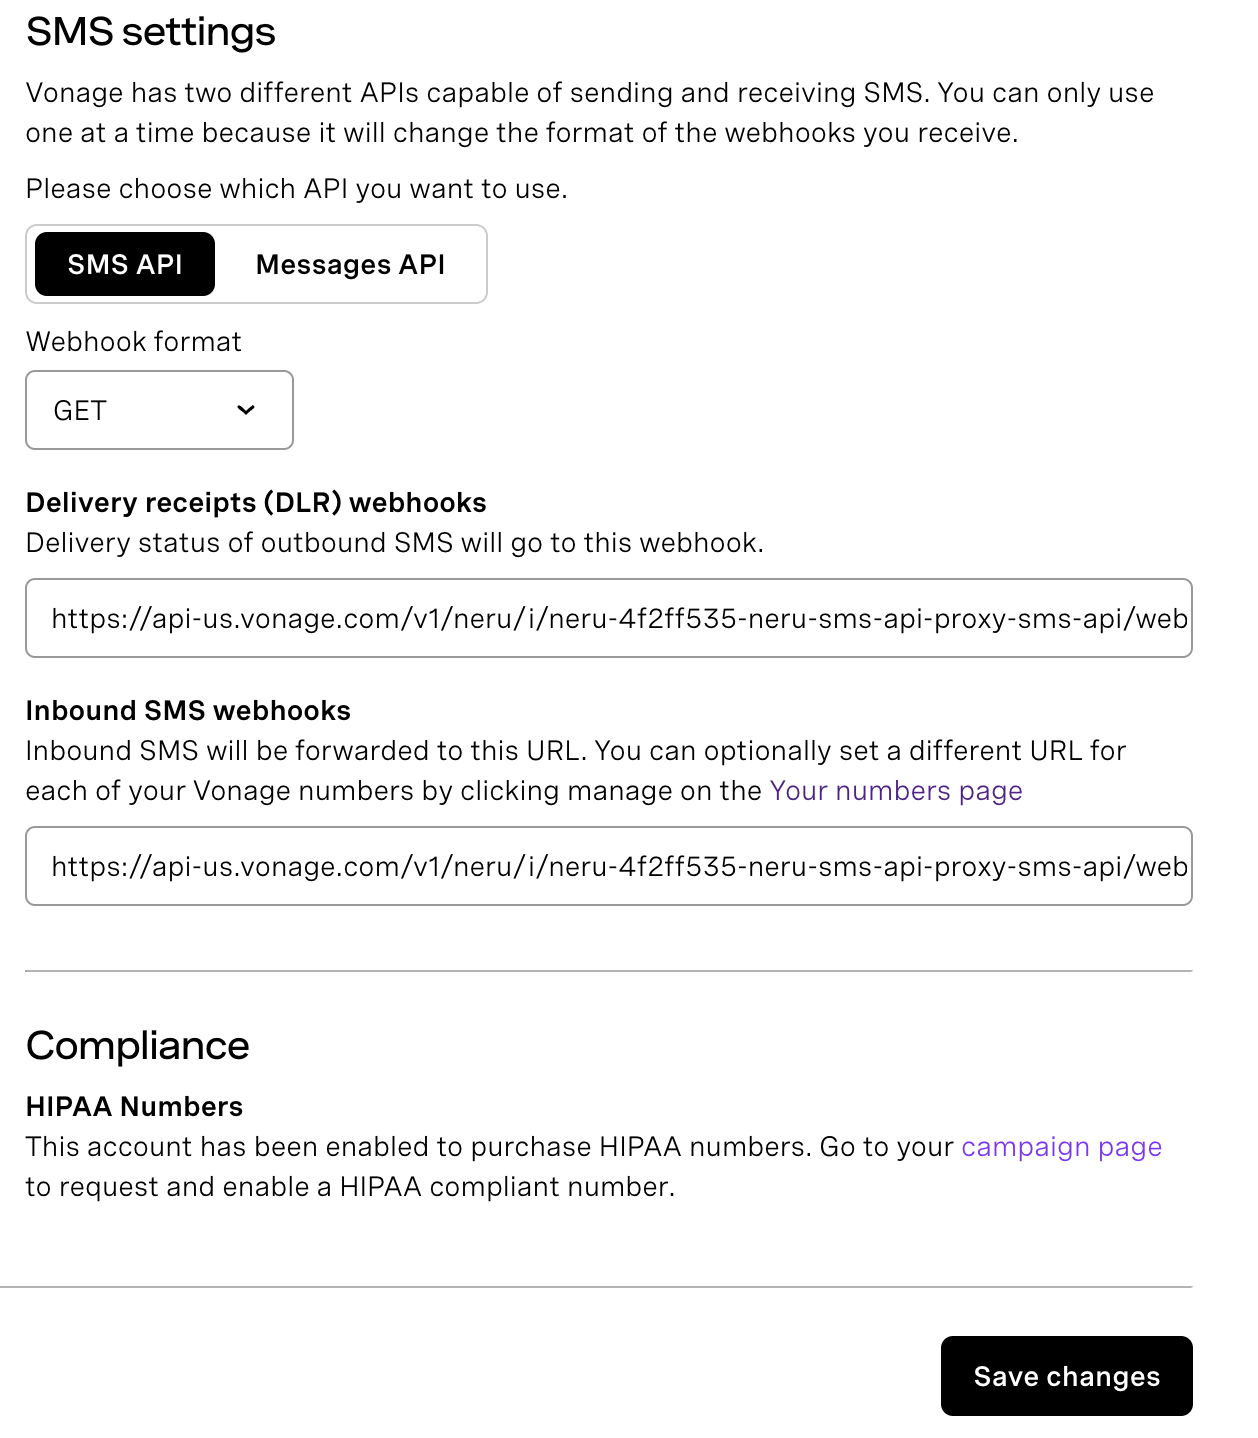 SMS settings
Vonage has two different APIs capable of sending and receiving SMS. You can only use
one at a time because it will change the format of the webhooks you receive.
Please choose which API you want to use.
SMS API Messages API
Webhook format
GET
Delivery receipts (DLR) webhooks
Delivery status of outbound SMS will go to this webhook.
https://api-us.vonage.com/v1/neru/i/neru-4f2ff535-neru-sms-api-proxy-sms-api/web
Inbound SMS webhooks
Inbound SMS will be forwarded to this URL. You can optionally set a different URL for
each of your Vonage numbers by clicking manage on the Your numbers page
https://api-us.vonage.com/v1/neru/i/neru-4f2ff535-neru-sms-api-proxy-sms-api/web
Compliance
HIPAA Numbers
This account has been enabled to purchase HIPAA numbers. Go to your campaign page
to request and enable a HIPAA compliant number.
Save changes